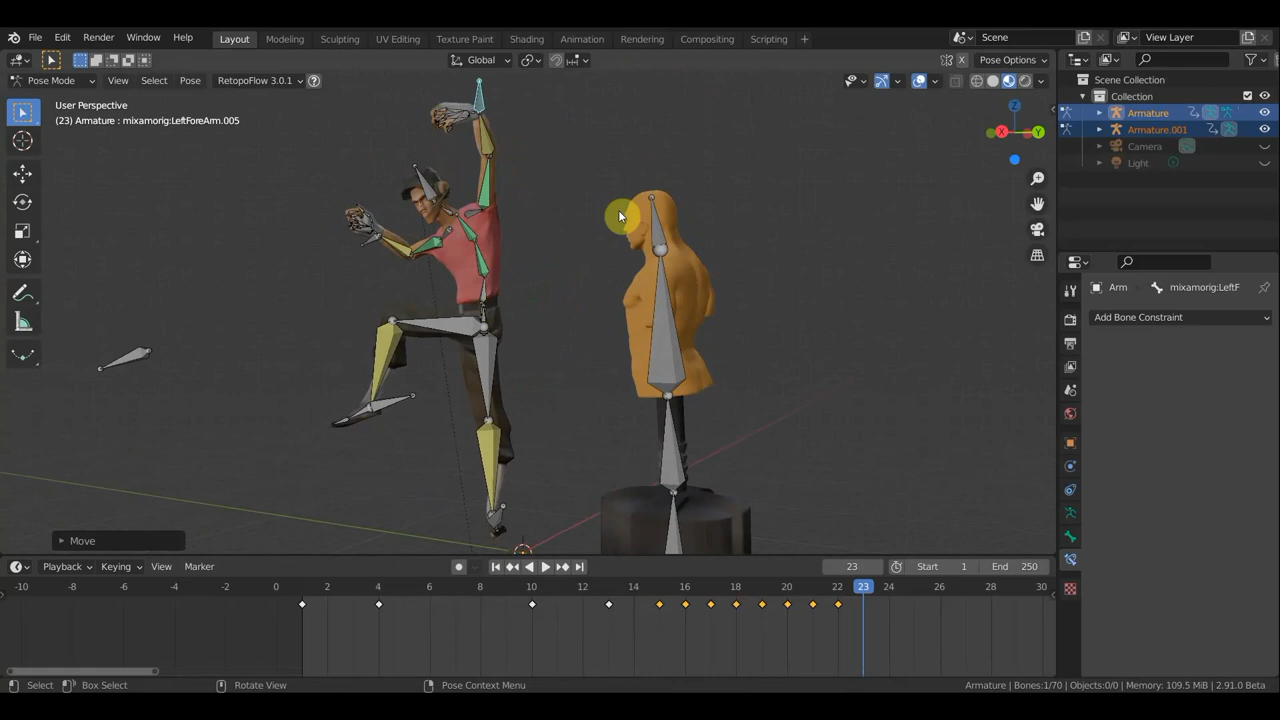 File Edit Render Window Help Layout Modeling Sculpting UV Editing Texture Paint Shading Animation Rendering Compositing Scripting + Scene View Layer
Global X Pose Options
Pose Mode View Select Pose RetopoFlow 3.0.1 ?
User Perspective
(23) Armature : mixamorig:LeftForeArm.005
Z
X Y
Scene Collection
Collection
Armature
Armature.001
Camera
Light
Arm mixamorig:LeftF
Add Bone Constraint
Move
Playback Keying View Marker 23 Start 1 End 250
-10 -8 -6 -4 -2 0 2 4 6 8 10 12 14 16 18 20 22 23 24 26 28 30
Select Box Select Rotate View Pose Context Menu Armature | Bones:1/70 | Objects:0/0 | Memory: 109.5 MiB | 2.91.0 Beta